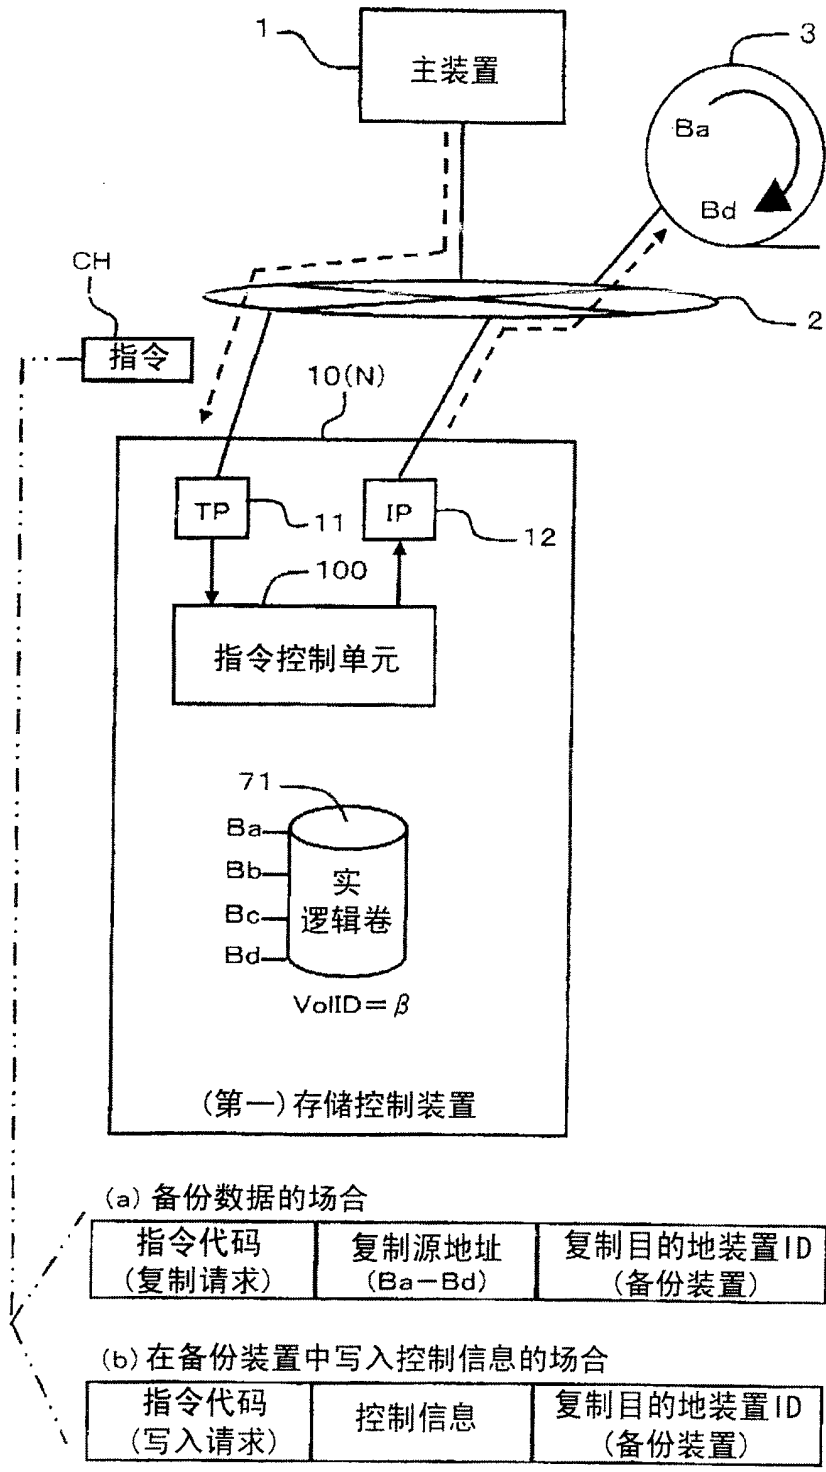 1
主装置
3
Ba
Bd
CH
指令
2
10(N)
TP
11
IP
12
100
指令控制单元
71
Ba
Bb
Bc
Bd
实
逻辑卷
VolID=β
(第一)存储控制装置
(a) 备份数据的场合
指令代码
(复制请求)
复制源地址
(Ba-Bd)
复制目的地装置ID
(备份装置)
(b) 在备份装置中写入控制信息的场合
指令代码
(写入请求)
控制信息
复制目的地装置ID
(备份装置)